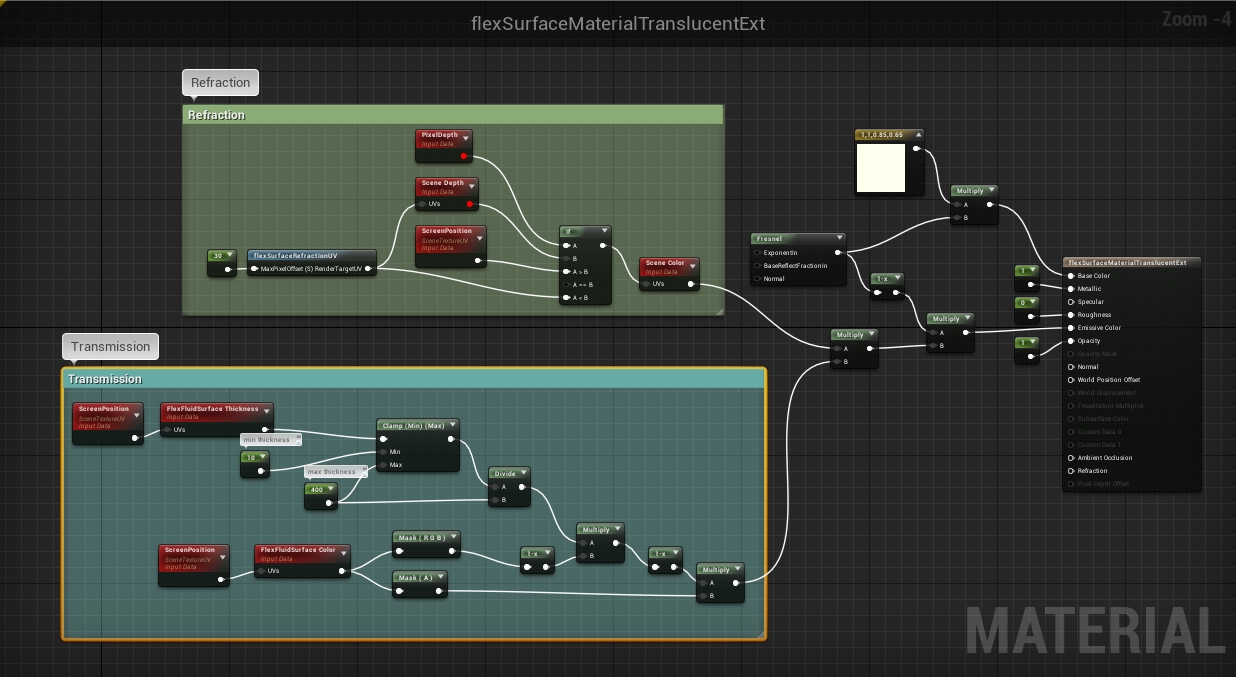 flexSurfaceMaterialTranslucentExt
Zoom -4
Refraction
Refraction
PixelDepth
Input Data
Scene Depth
Input Data
UVs
ScreenPosition
SceneTextureUV
Input Data
30
flexSurfaceRefractionUV
MaxPixelOffset (S) RenderTargetUV
If
A
B
A > B
A == B
A < B
Scene Color
Input Data
UVs
1,1,0.85,0.65
Multiply
A
B
Fresnel
ExponentIn
BaseReflectFractionIn
Normal
1-x
Multiply
A
B
Multiply
A
B
1
0
1
flexSurfaceMaterialTranslucentExt
Base Color
Metallic
Specular
Roughness
Emissive Color
Opacity
Opacity Mask
Normal
World Position Offset
World Displacement
Tessellation Multiplier
Subsurface Color
Custom Data 0
Custom Data 1
Ambient Occlusion
Refraction
Pixel Depth Offset
Transmission
Transmission
ScreenPosition
SceneTextureUV
Input Data
FlexFluidSurface Thickness
Input Data
UVs
min thickness
10
max thickness
400
Clamp (Min) (Max)
Min
Max
Divide
A
B
ScreenPosition
SceneTextureUV
Input Data
FlexFluidSurface Color
Input Data
UVs
Mask ( R G B )
Mask ( A )
1-x
Multiply
A
B
1-x
Multiply
A
B
MATERIAL